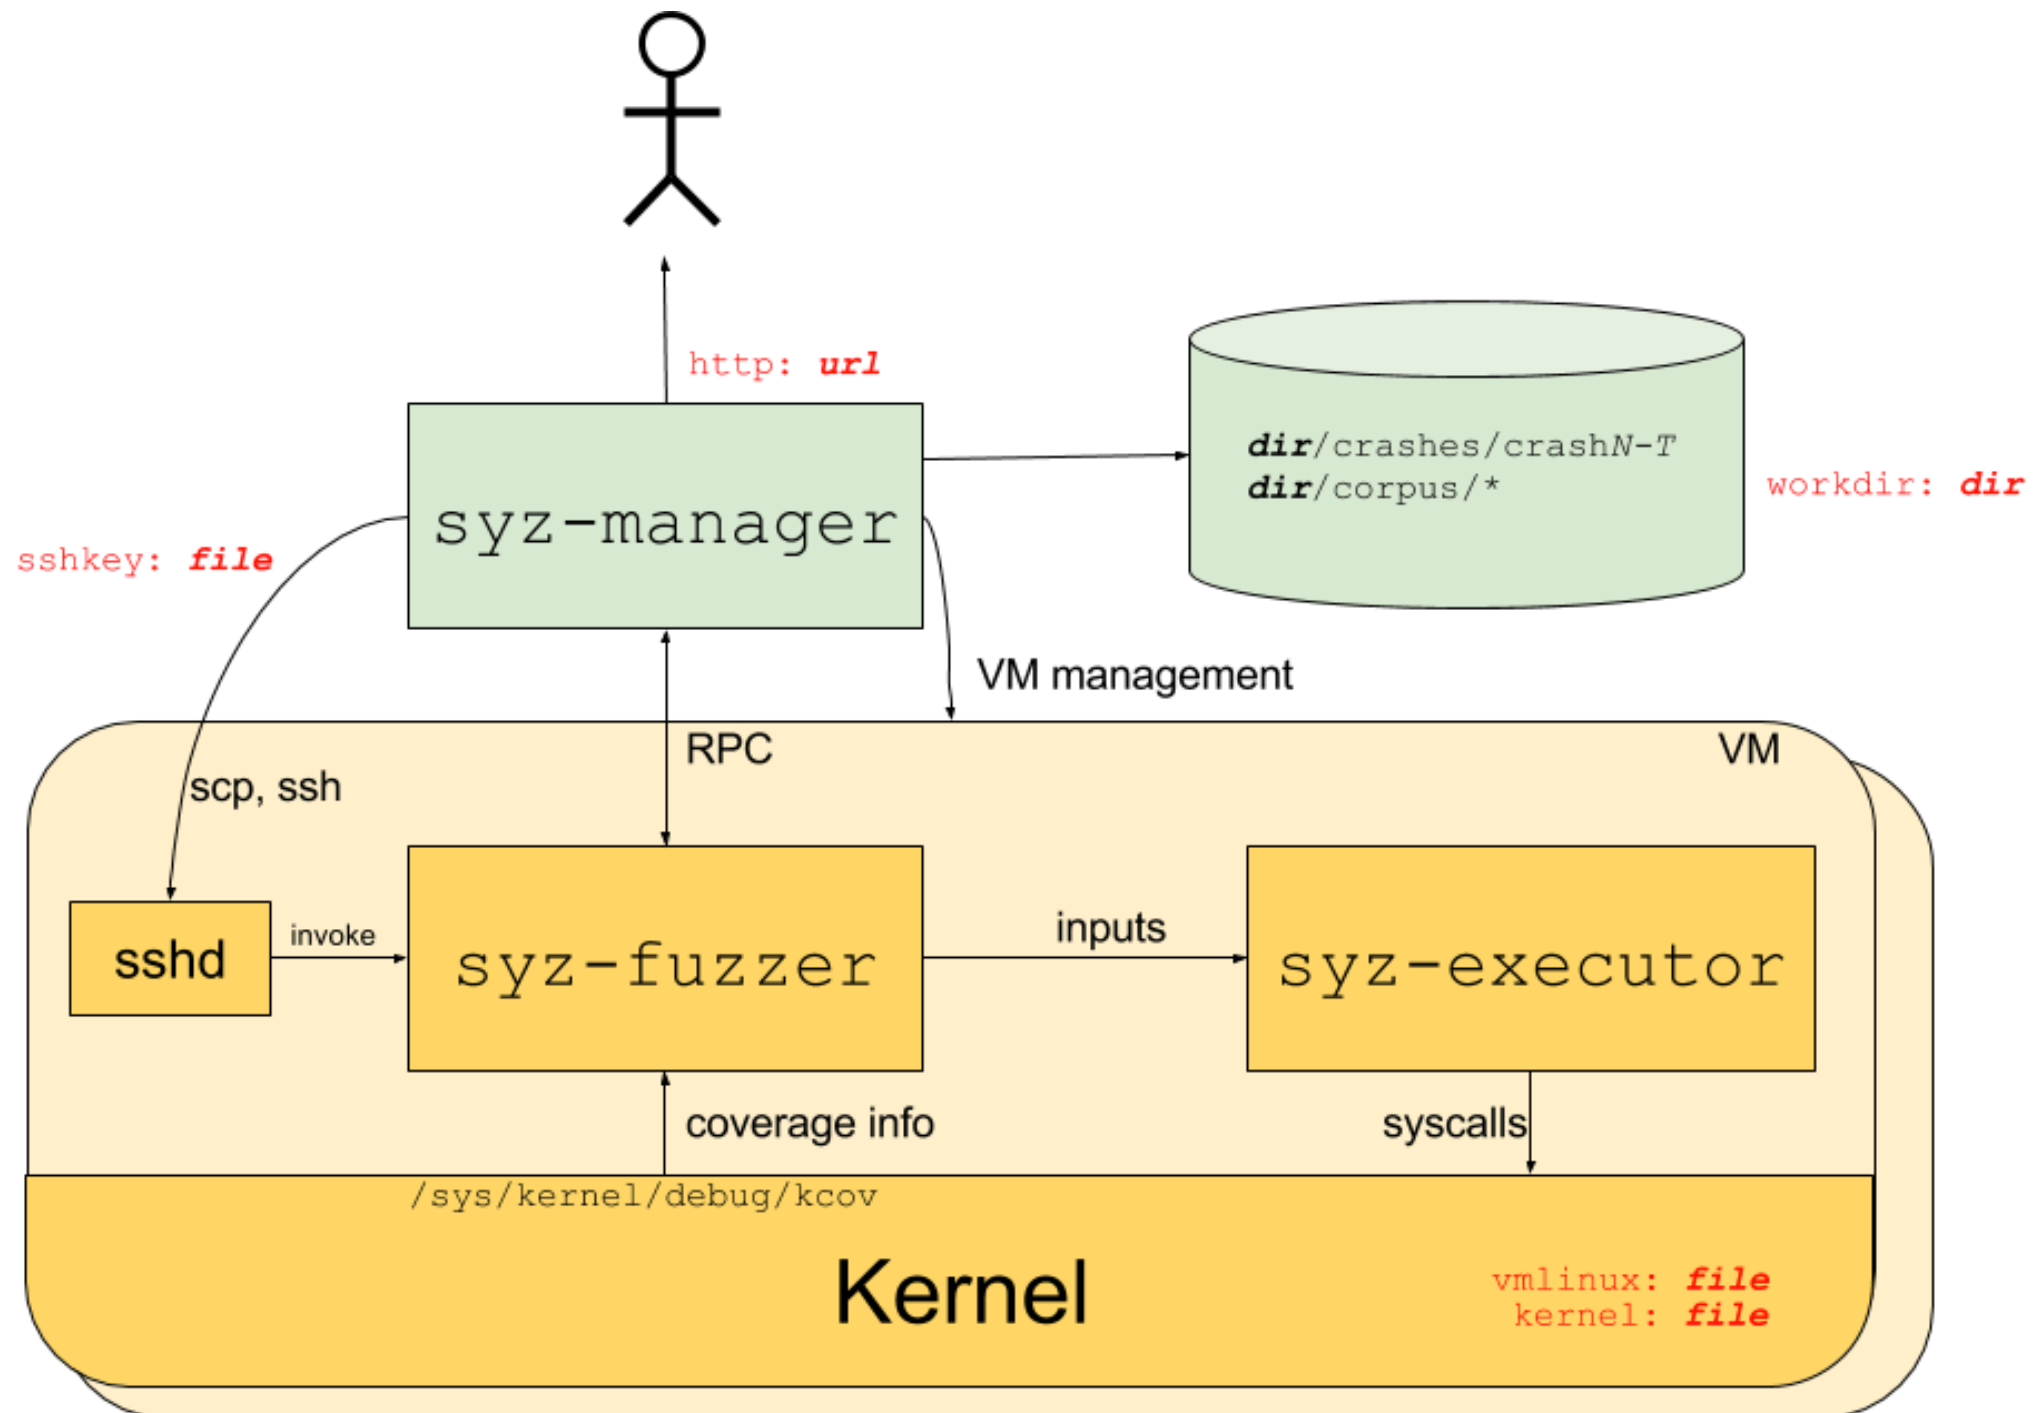 http: url
dir/crashes/crashN-T
dir/corpus/*
workdir: dir
syz-manager
sshkey: file
VM management
RPC
VM
scp, ssh
sshd
invoke
syz-fuzzer
inputs
syz-executor
coverage info
syscalls
/sys/kernel/debug/kcov
Kernel
vmlinux: file
kernel: file